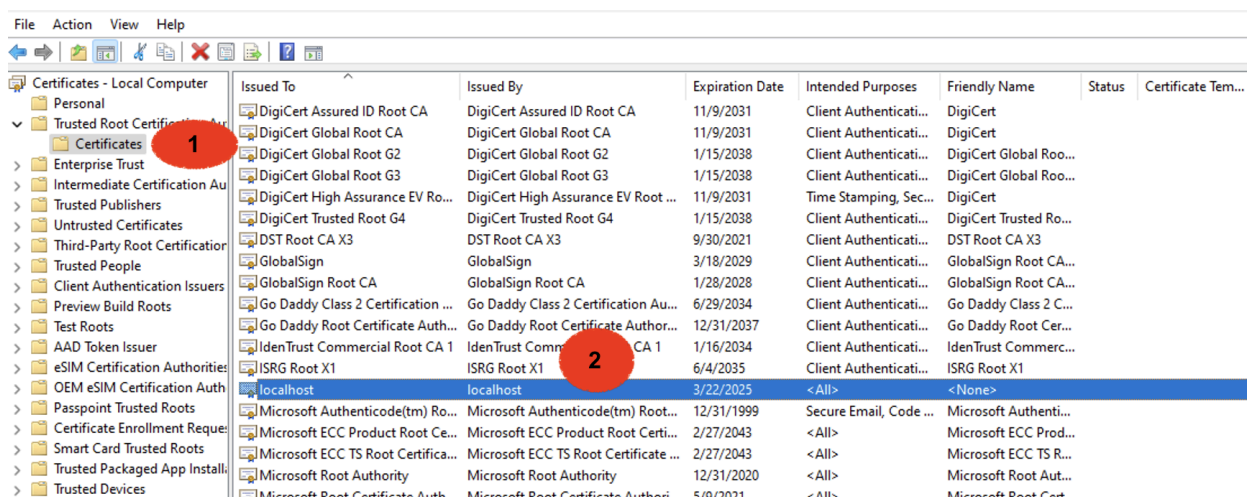 File Action View Help
Certificates - Local Computer
Personal
Trusted Root Certification Au
Certificates
Enterprise Trust
Intermediate Certification Au
Trusted Publishers
Untrusted Certificates
Third-Party Root Certification
Trusted People
Client Authentication Issuers
Preview Build Roots
Test Roots
AAD Token Issuer
eSIM Certification Authorities
OEM eSIM Certification Auth
Passpoint Trusted Roots
Certificate Enrollment Reque
Smart Card Trusted Roots
Trusted Packaged App Install
Trusted Devices
1
Issued To Issued By Expiration Date Intended Purposes Friendly Name Status Certificate Tem...
DigiCert Assured ID Root CA DigiCert Assured ID Root CA 11/9/2031 Client Authenticati... DigiCert
DigiCert Global Root CA DigiCert Global Root CA 11/9/2031 Client Authenticati... DigiCert
DigiCert Global Root G2 DigiCert Global Root G2 1/15/2038 Client Authenticati... DigiCert Global Roo...
DigiCert Global Root G3 DigiCert Global Root G3 1/15/2038 Client Authenticati... DigiCert Global Roo...
DigiCert High Assurance EV Ro... DigiCert High Assurance EV Root ... 11/9/2031 Time Stamping, Sec... DigiCert
DigiCert Trusted Root G4 DigiCert Trusted Root G4 1/15/2038 Client Authenticati... DigiCert Trusted Ro...
DST Root CA X3 DST Root CA X3 9/30/2021 Client Authenticati... DST Root CA X3
GlobalSign GlobalSign 3/18/2029 Client Authenticati... GlobalSign Root CA...
GlobalSign Root CA GlobalSign Root CA 1/28/2028 Client Authenticati... GlobalSign Root CA...
Go Daddy Class 2 Certification ... Go Daddy Class 2 Certification Au... 6/29/2034 Client Authenticati... Go Daddy Class 2 C...
Go Daddy Root Certificate Auth... Go Daddy Root Certificate Author... 12/31/2037 Client Authenticati... Go Daddy Root Cer...
IdenTrust Commercial Root CA 1 IdenTrust Comm CA 1 1/16/2034 Client Authenticati... IdenTrust Commerc...
ISRG Root X1 ISRG Root X1 6/4/2035 Client Authenticati... ISRG Root X1
2
localhost localhost 3/22/2025 <All> <None>
Microsoft Authenticode(tm) Ro... Microsoft Authenticode(tm) Root... 12/31/1999 Secure Email, Code ... Microsoft Authenti...
Microsoft ECC Product Root Ce... Microsoft ECC Product Root Certi... 2/27/2043 <All> Microsoft ECC Prod...
Microsoft ECC TS Root Certifica... Microsoft ECC TS Root Certificate ... 2/27/2043 <All> Microsoft ECC TS R...
Microsoft Root Authority Microsoft Root Authority 12/31/2020 <All> Microsoft Root Aut...
Microsoft Root Certificate Auth... Microsoft Root Certificate Authori... 5/9/2021 <All> Microsoft Root Cert...